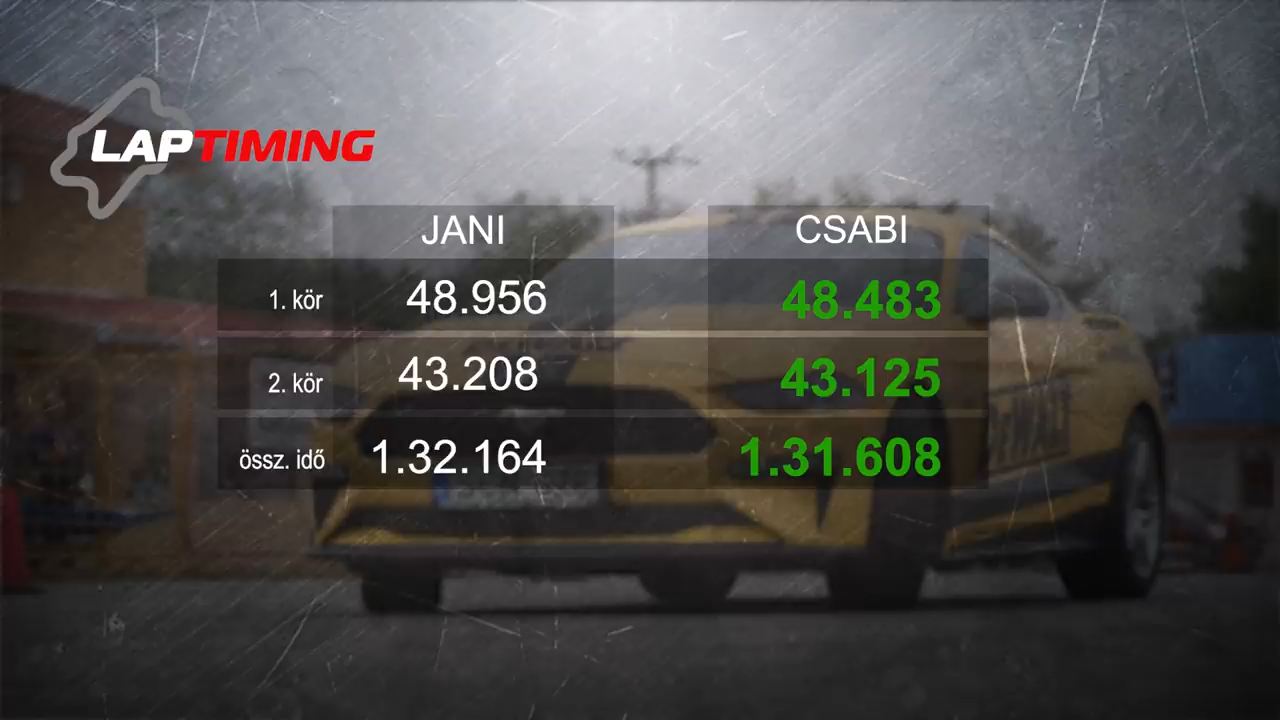 LAPTIMING
JANI CSABI
1. kör 48.956 48.483
2. kör 43.208 43.125
össz. idő 1.32.164 1.31.608